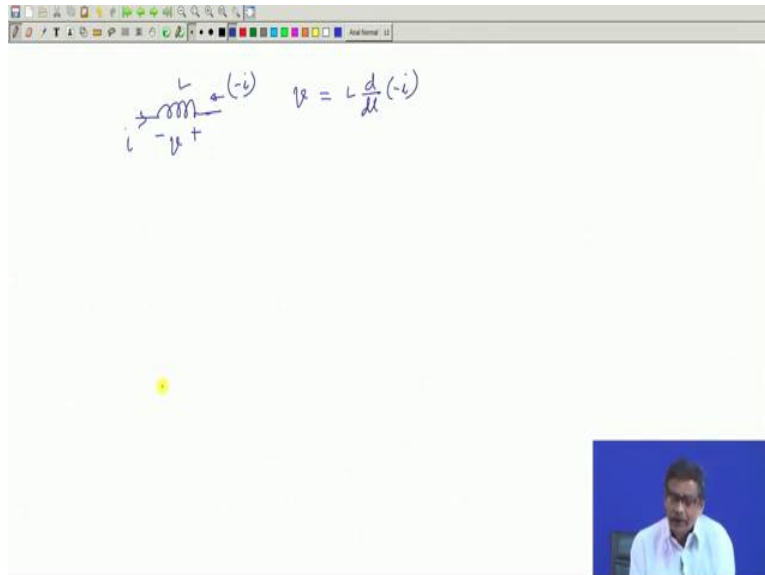 Arial Normal 12
L (-i) v = L d/dt (-i)
i - v +